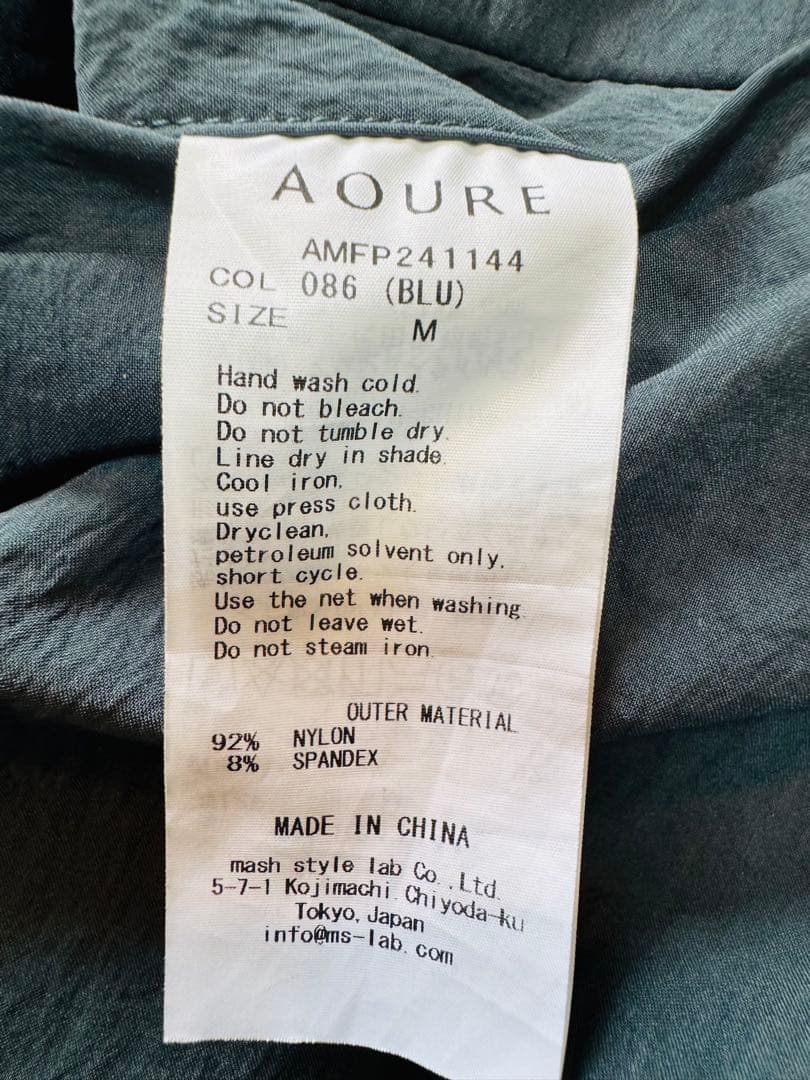 AOURE
AMFP241144
COL 086 (BLU)
SIZE M
Hand wash cold.
Do not bleach.
Do not tumble dry.
Line dry in shade.
Cool iron.
use press cloth.
Dryclean,
petroleum solvent only,
short cycle.
Use the net when washing.
Do not leave wet.
Do not steam iron.
OUTER MATERIAL
92% NYLON
8% SPANDEX
MADE IN CHINA
mash style lab Co.,Ltd.
5-7-1 Kojimachi Chiyoda-ku
Tokyo, Japan
info@ms-lab.com